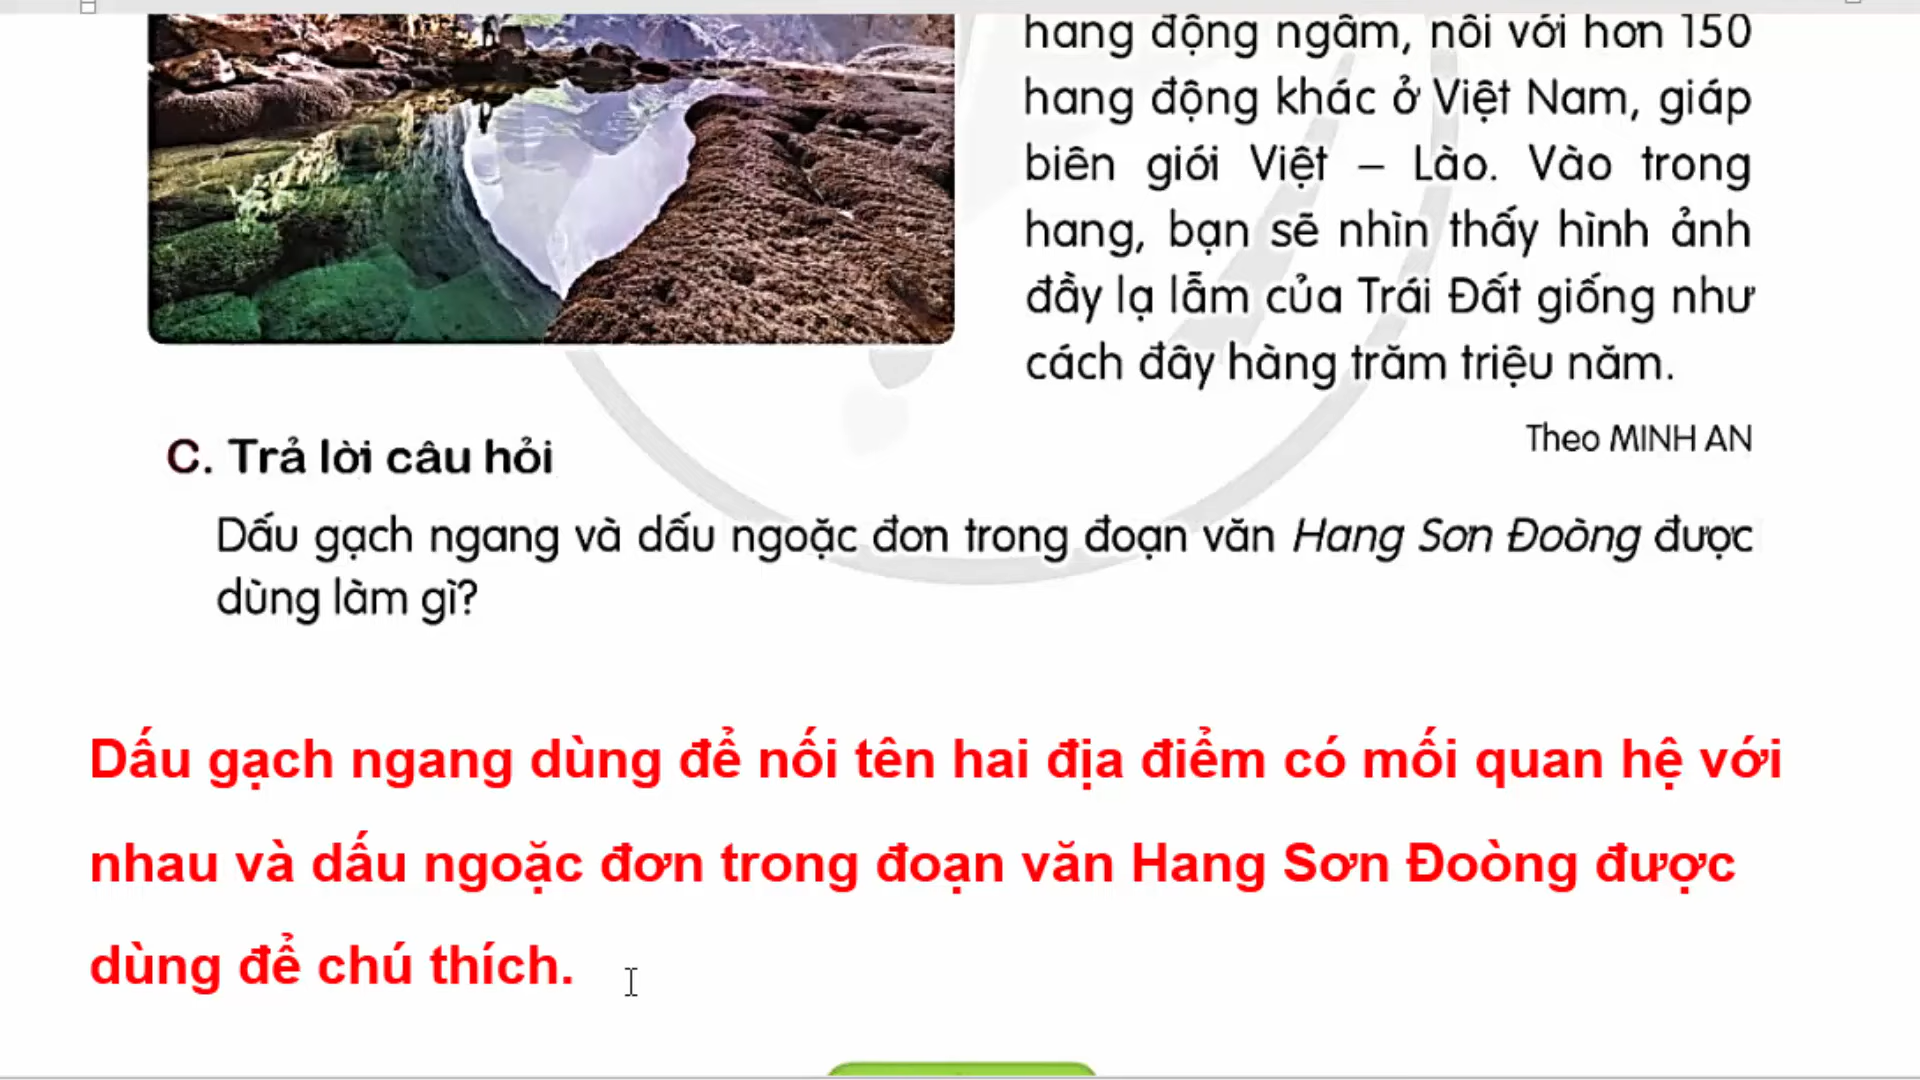 hang động ngầm, nối với hơn 150
hang động khác ở Việt Nam, giáp
biên giới Việt – Lào. Vào trong
hang, bạn sẽ nhìn thấy hình ảnh
đầy lạ lẫm của Trái Đất giống như
cách đây hàng trăm triệu năm.
Theo MINH AN
C. Trả lời câu hỏi
Dấu gạch ngang và dấu ngoặc đơn trong đoạn văn Hang Sơn Đoòng được
dùng làm gì?
Dấu gạch ngang dùng để nối tên hai địa điểm có mối quan hệ với
nhau và dấu ngoặc đơn trong đoạn văn Hang Sơn Đoòng được
dùng để chú thích.